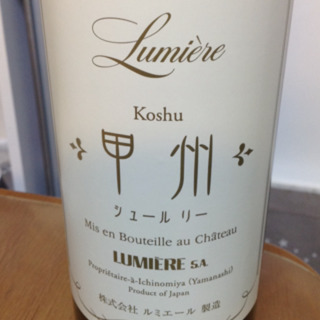 Lumière
Koshu
甲州
シュール リー
Mis en Bouteille au Château
LUMIÈRE S.A.
Propriétaire-à-Ichinomiya (Yamanashi)
Product of Japan
株式会社 ルミエール 製造